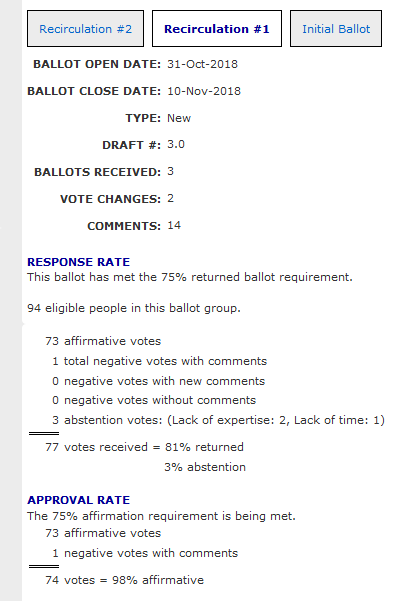 Recirculation #2 Recirculation #1 Initial Ballot
BALLOT OPEN DATE: 31-Oct-2018
BALLOT CLOSE DATE: 10-Nov-2018
TYPE: New
DRAFT #: 3.0
BALLOTS RECEIVED: 3
VOTE CHANGES: 2
COMMENTS: 14
RESPONSE RATE
This ballot has met the 75% returned ballot requirement.
94 eligible people in this ballot group.
73 affirmative votes
1 total negative votes with comments
0 negative votes with new comments
0 negative votes without comments
3 abstention votes: (Lack of expertise: 2, Lack of time: 1)
77 votes received = 81% returned
3% abstention
APPROVAL RATE
The 75% affirmation requirement is being met.
73 affirmative votes
1 negative votes with comments
74 votes = 98% affirmative